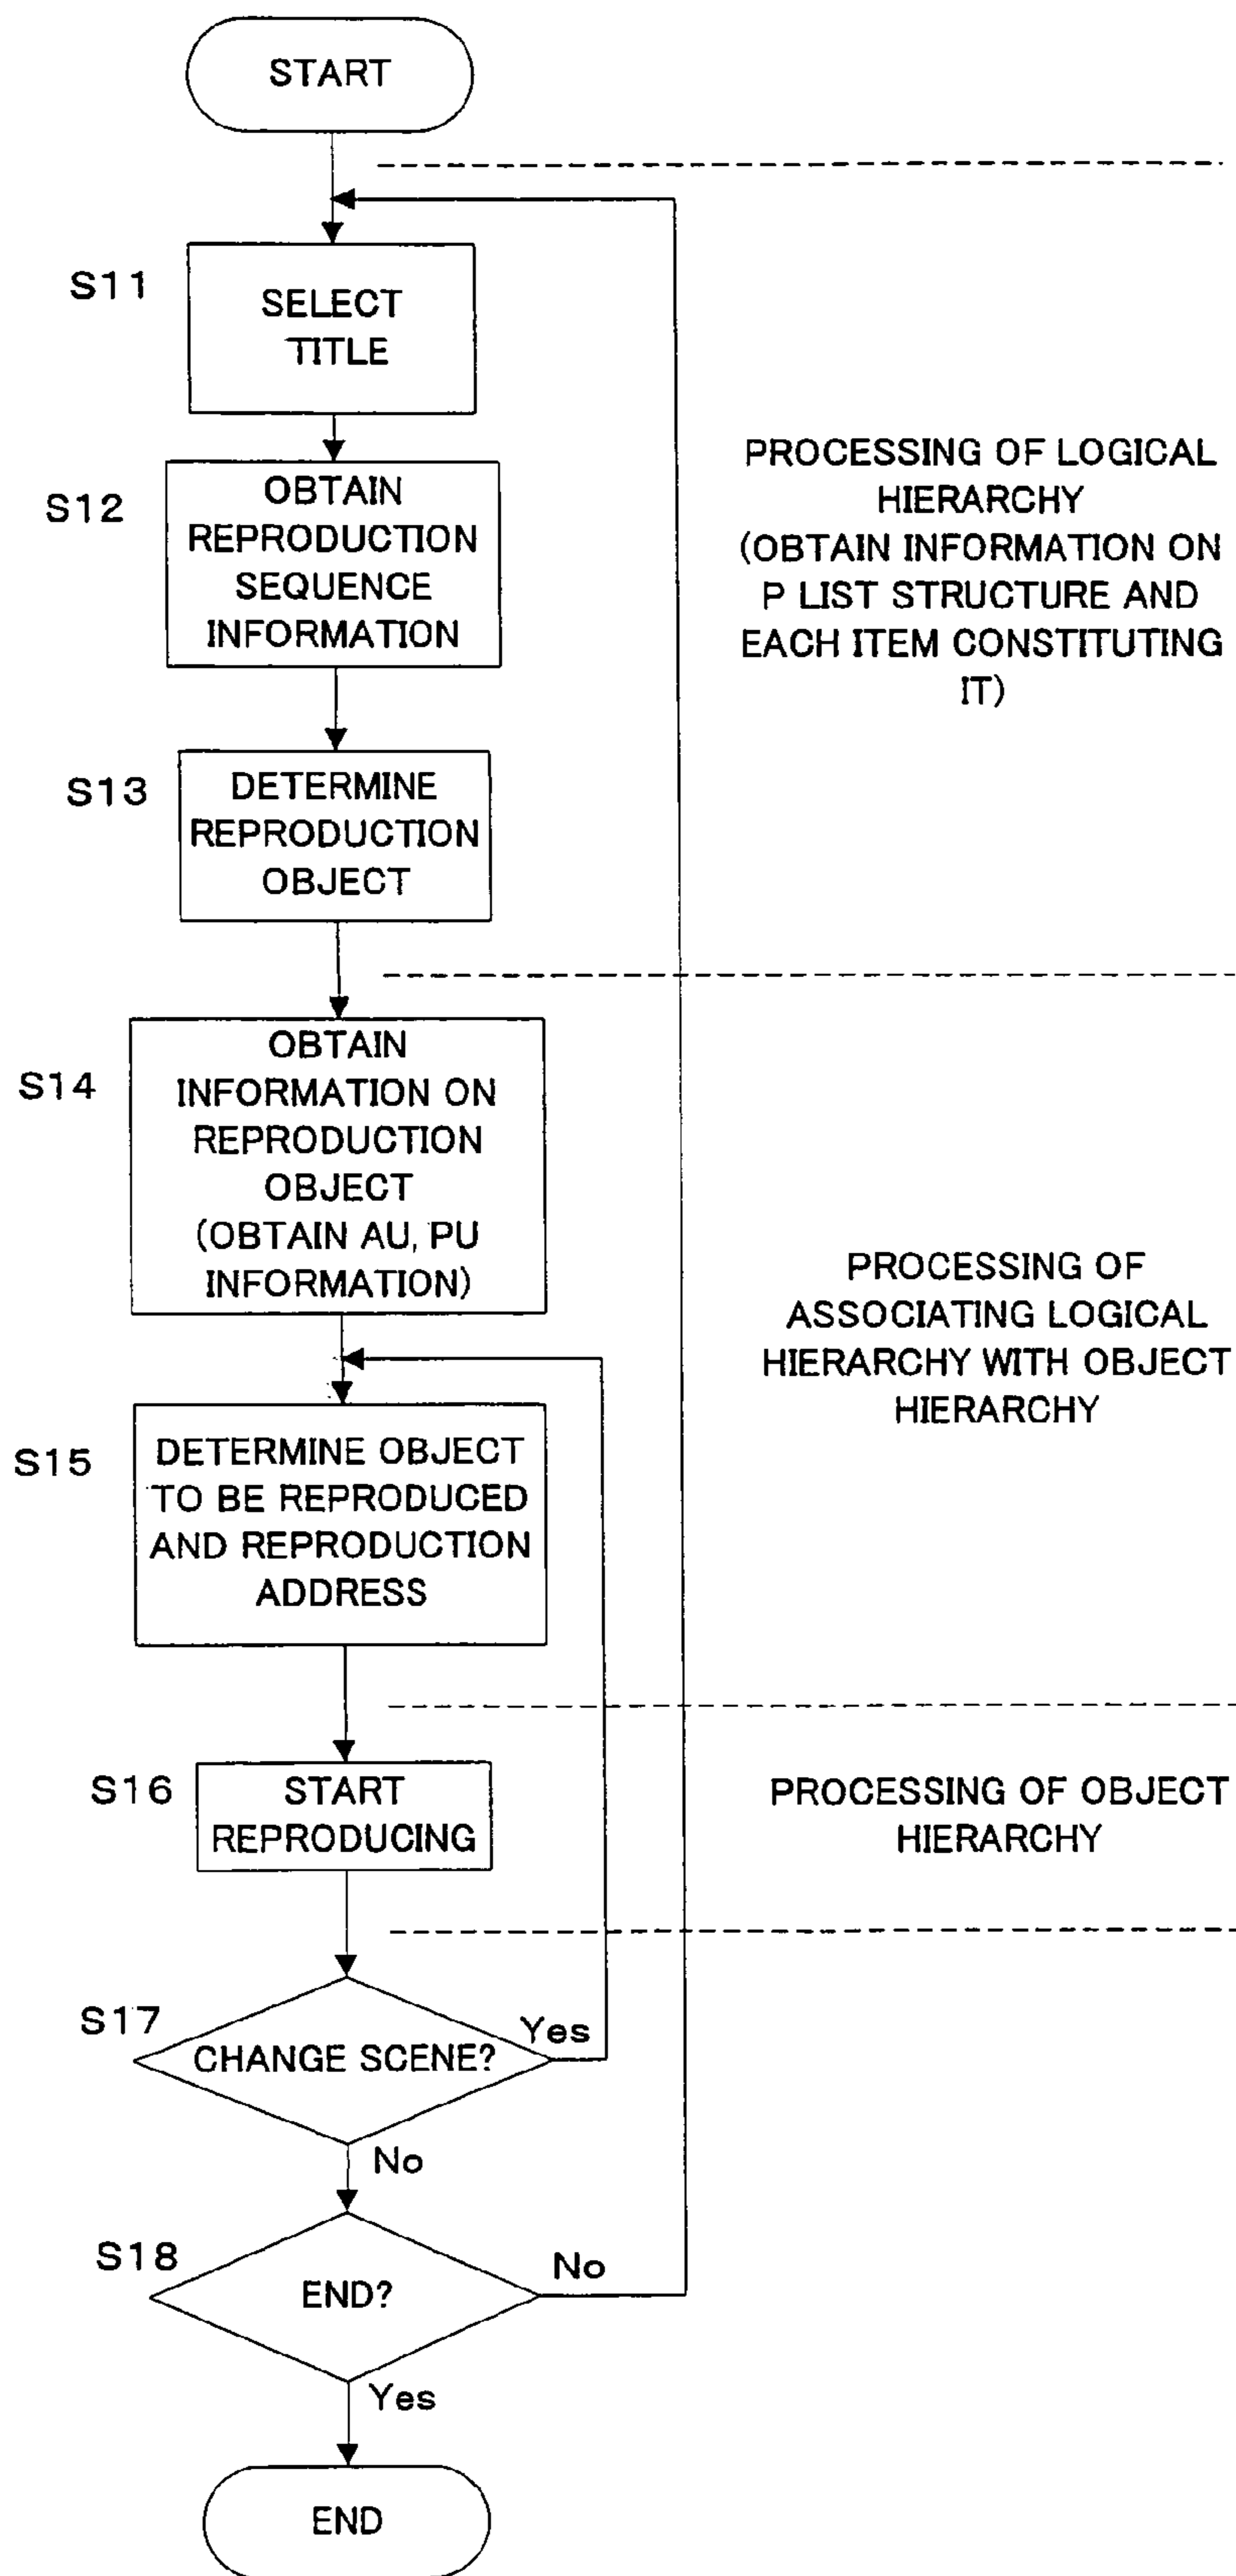 START
S11
SELECT
TITLE
S12
OBTAIN
REPRODUCTION
SEQUENCE
INFORMATION
PROCESSING OF LOGICAL
HIERARCHY
(OBTAIN INFORMATION ON
P LIST STRUCTURE AND
EACH ITEM CONSTITUTING
IT)
S13
DETERMINE
REPRODUCTION
OBJECT
S14
OBTAIN
INFORMATION ON
REPRODUCTION
OBJECT
(OBTAIN AU, PU
INFORMATION)
PROCESSING OF
ASSOCIATING LOGICAL
HIERARCHY WITH OBJECT
HIERARCHY
S15
DETERMINE OBJECT
TO BE REPRODUCED
AND REPRODUCTION
ADDRESS
S16
START
REPRODUCING
PROCESSING OF OBJECT
HIERARCHY
S17
CHANGE SCENE?
Yes
No
S18
END?
No
Yes
END